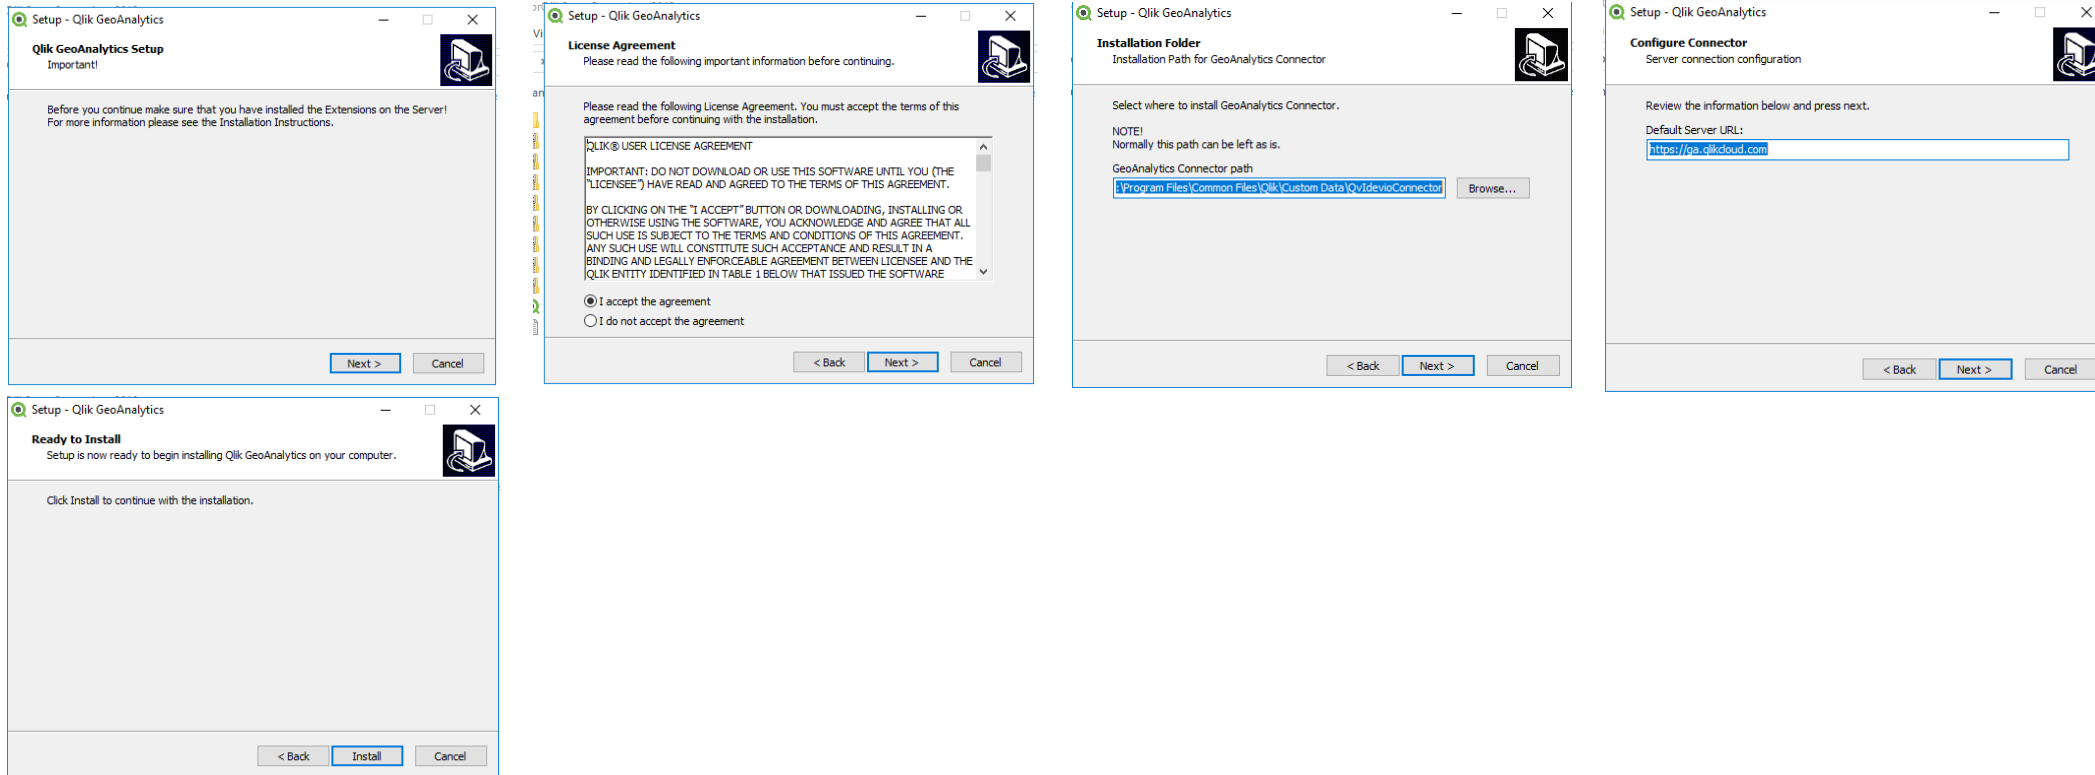 Setup - Qlik GeoAnalytics
Qlik GeoAnalytics Setup
Important!
Before you continue make sure that you have installed the Extensions on the Server!
For more information please see the Installation Instructions.
Next >
Cancel
Setup - Qlik GeoAnalytics
License Agreement
Please read the following important information before continuing.
Please read the following License Agreement. You must accept the terms of this
agreement before continuing with the installation.
QLIK® USER LICENSE AGREEMENT
IMPORTANT: DO NOT DOWNLOAD OR USE THIS SOFTWARE UNTIL YOU (THE
"LICENSEE") HAVE READ AND AGREED TO THE TERMS OF THIS AGREEMENT.
BY CLICKING ON THE "I ACCEPT" BUTTON OR DOWNLOADING, INSTALLING OR
OTHERWISE USING THE SOFTWARE, YOU ACKNOWLEDGE AND AGREE THAT ALL
SUCH USE IS SUBJECT TO THE TERMS AND CONDITIONS OF THIS AGREEMENT.
ANY SUCH USE WILL CONSTITUTE SUCH ACCEPTANCE AND RESULT IN A
BINDING AND LEGALLY ENFORCEABLE AGREEMENT BETWEEN LICENSEE AND THE
QLIK ENTITY IDENTIFIED IN TABLE 1 BELOW THAT ISSUED THE SOFTWARE
I accept the agreement
I do not accept the agreement
< Back
Next >
Cancel
Setup - Qlik GeoAnalytics
Installation Folder
Installation Path for GeoAnalytics Connector
Select where to install GeoAnalytics Connector.
NOTE!
Normally this path can be left as is.
GeoAnalytics Connector path
:\Program Files\Common Files\Qlik\Custom Data\QvIdevioConnector
Browse...
< Back
Next >
Cancel
Setup - Qlik GeoAnalytics
Configure Connector
Server connection configuration
Review the information below and press next.
Default Server URL:
https://ga.qlikcloud.com
< Back
Next >
Cancel
Setup - Qlik GeoAnalytics
Ready to Install
Setup is now ready to begin installing Qlik GeoAnalytics on your computer.
Click Install to continue with the installation.
< Back
Install
Cancel